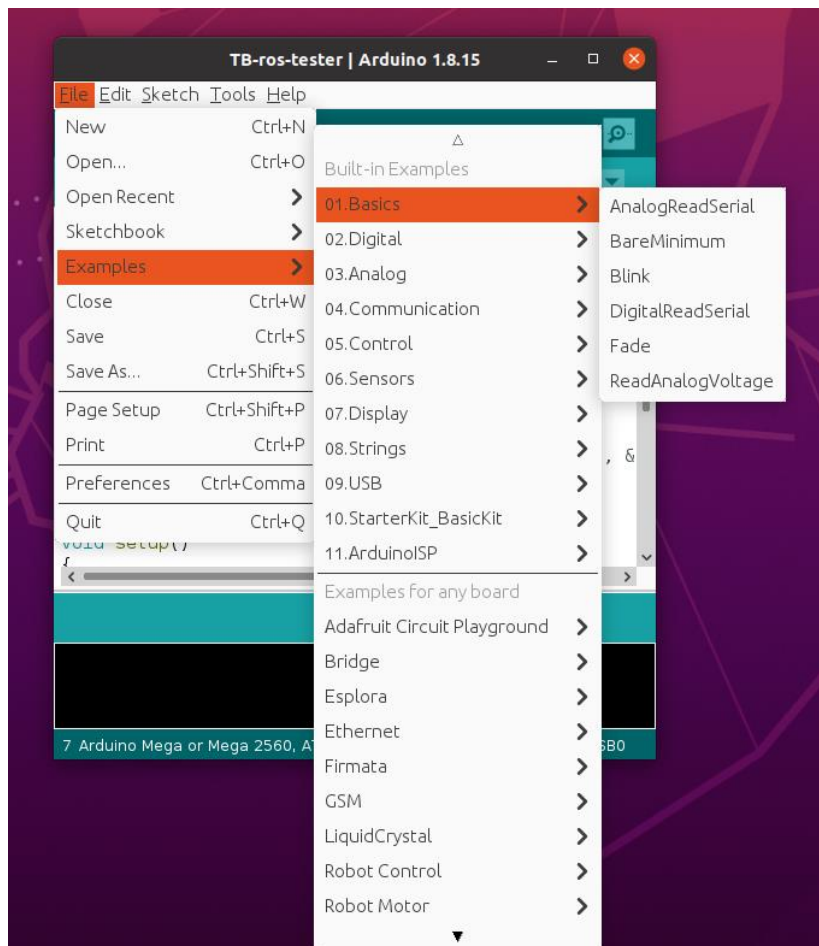 TB-ros-tester | Arduino 1.8.15
File Edit Sketch Tools Help
New Ctrl+N
Open... Ctrl+O
Open Recent
Sketchbook
Examples
Close Ctrl+W
Save Ctrl+S
Save As... Ctrl+Shift+S
Page Setup Ctrl+Shift+P
Print Ctrl+P
Preferences Ctrl+Comma
Quit Ctrl+Q
Built-in Examples
01.Basics
02.Digital
03.Analog
04.Communication
05.Control
06.Sensors
07.Display
08.Strings
09.USB
10.StarterKit_BasicKit
11.ArduinoISP
Examples for any board
Adafruit Circuit Playground
Bridge
Esplora
Ethernet
Firmata
GSM
LiquidCrystal
Robot Control
Robot Motor
AnalogReadSerial
BareMinimum
Blink
DigitalReadSerial
Fade
ReadAnalogVoltage
, &
void setup()
{
7 Arduino Mega or Mega 2560, A
SB0